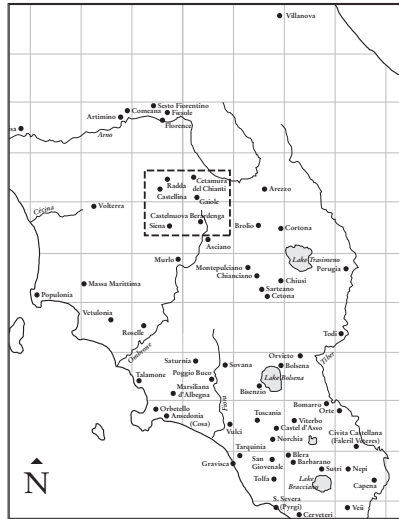 Villanova
Sesto Fiorentino
Comeana
Fiesole
Artimino
Florence
Arno
Cetamura
del Chianti
Radda
Castellina
Gaiole
Arezzo
Cécina
Volterra
Castelnuova Berardenga
Siena
Brolio
Cortona
Asciano
Lake Trasimeno
Murlo
Montepulciano
Perugia
Chianciano
Massa Marittima
Chiusi
Sarteano
Populonia
Cetona
Vetulonia
Roselle
Todi
Ombrone
Tiber
Orvieto
Saturnia
Sovana
Bolsena
Poggio Buco
Talamone
Lake Bolsena
Marsiliana
d'Albegna
Bisenzio
Fiora
Bomarzo
Orbetello
Orte
Ansedonia
(Cosa)
Tuscania
Viterbo
Vulci
Castel d'Asso
Civita Castellana
(Faleril Veteres)
Norchia
Tarquinia
Blera
San
Giovenale
Barbarano
Gravisca
Sutri
Nepi
Tolfa
Lake
Bracciano
Capena
S. Severa
(Pyrgi)
Veii
Cerveteri
N